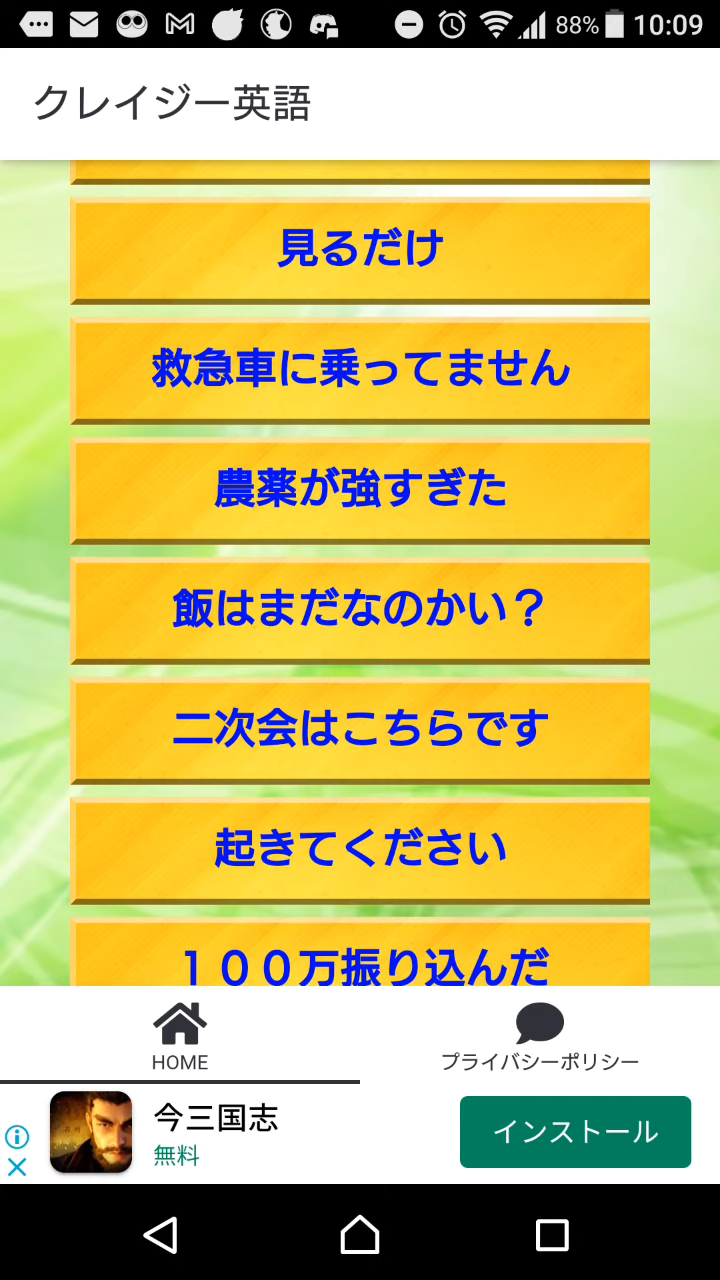 88% 10:09
クレイジー英語
見るだけ
救急車に乗ってません
農薬が強すぎた
飯はまだなのかい？
二次会はこちらです
起きてください
１００万振り込んだ
HOME プライバシーポリシー
今三国志
無料
インストール